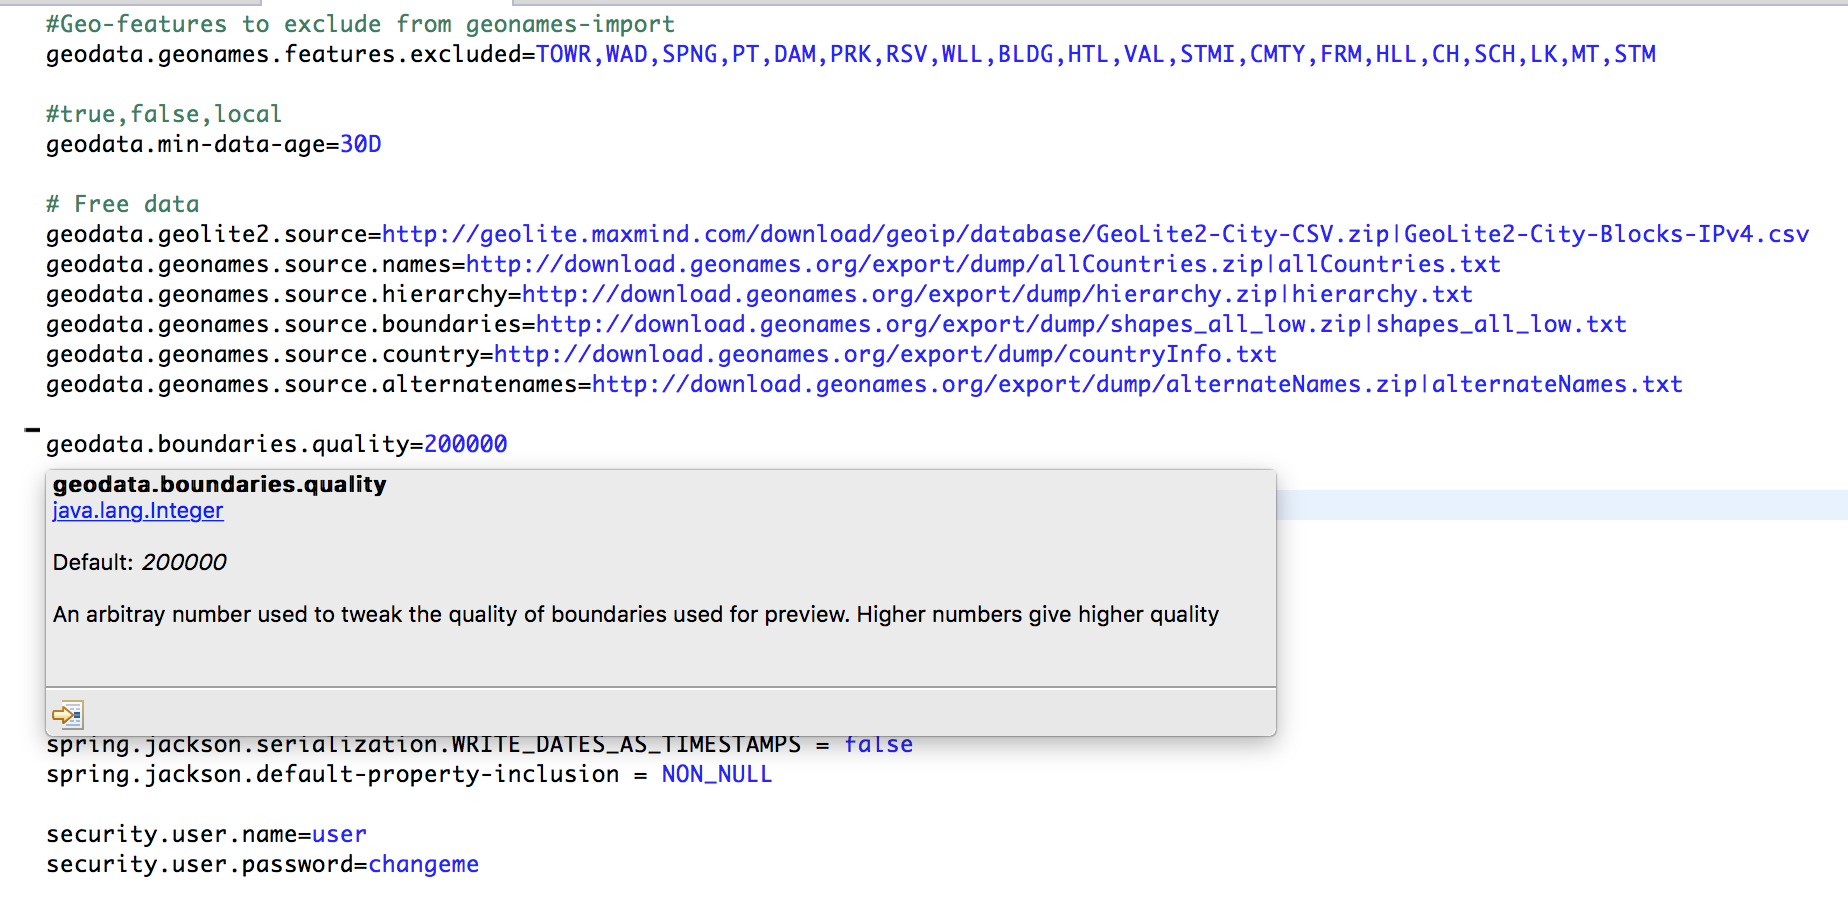 #Geo-features to exclude from geonames-import
geodata.geonames.features.excluded=TOWR,WAD,SPNG,PT,DAM,PRK,RSV,WLL,BLDG,HTL,VAL,STMI,CMTY,FRM,HLL,CH,SCH,LK,MT,STM
#true,false,local
geodata.min-data-age=30D
# Free data
geodata.geolite2.source=http://geolite.maxmind.com/download/geoip/database/GeoLite2-City-CSV.zip|GeoLite2-City-Blocks-IPv4.csv
geodata.geonames.source.names=http://download.geonames.org/export/dump/allCountries.zip|allCountries.txt
geodata.geonames.source.hierarchy=http://download.geonames.org/export/dump/hierarchy.zip|hierarchy.txt
geodata.geonames.source.boundaries=http://download.geonames.org/export/dump/shapes_all_low.zip|shapes_all_low.txt
geodata.geonames.source.country=http://download.geonames.org/export/dump/countryInfo.txt
geodata.geonames.source.alternatenames=http://download.geonames.org/export/dump/alternateNames.zip|alternateNames.txt
geodata.boundaries.quality=200000
geodata.boundaries.quality
java.lang.Integer
Default: 200000
An arbitray number used to tweak the quality of boundaries used for preview. Higher numbers give higher quality
spring.jackson.serialization.WRITE_DATES_AS_TIMESTAMPS = false
spring.jackson.default-property-inclusion = NON_NULL
security.user.name=user
security.user.password=changeme